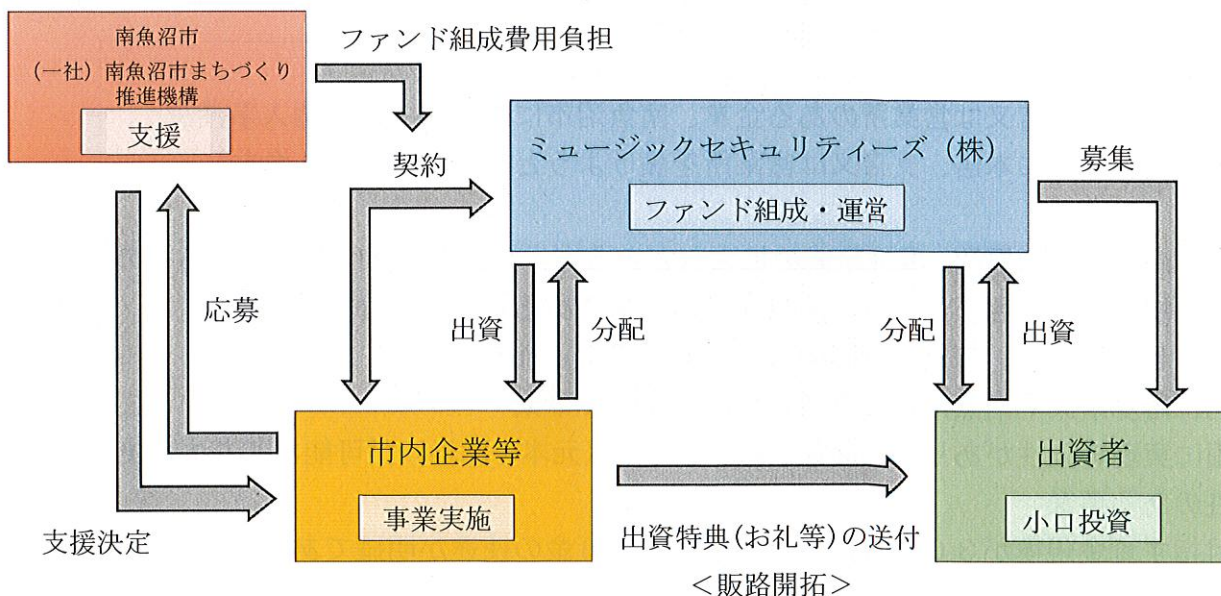 南魚沼市
(一社)南魚沼市まちづくり
推進機構
支援
ファンド組成費用負担
契約
ミュージックセキュリティーズ(株)
ファンド組成・運営
募集
応募
出資
分配
分配
出資
市内企業等
事業実施
出資者
小口投資
支援決定
出資特典(お礼等)の送付
<販路開拓>